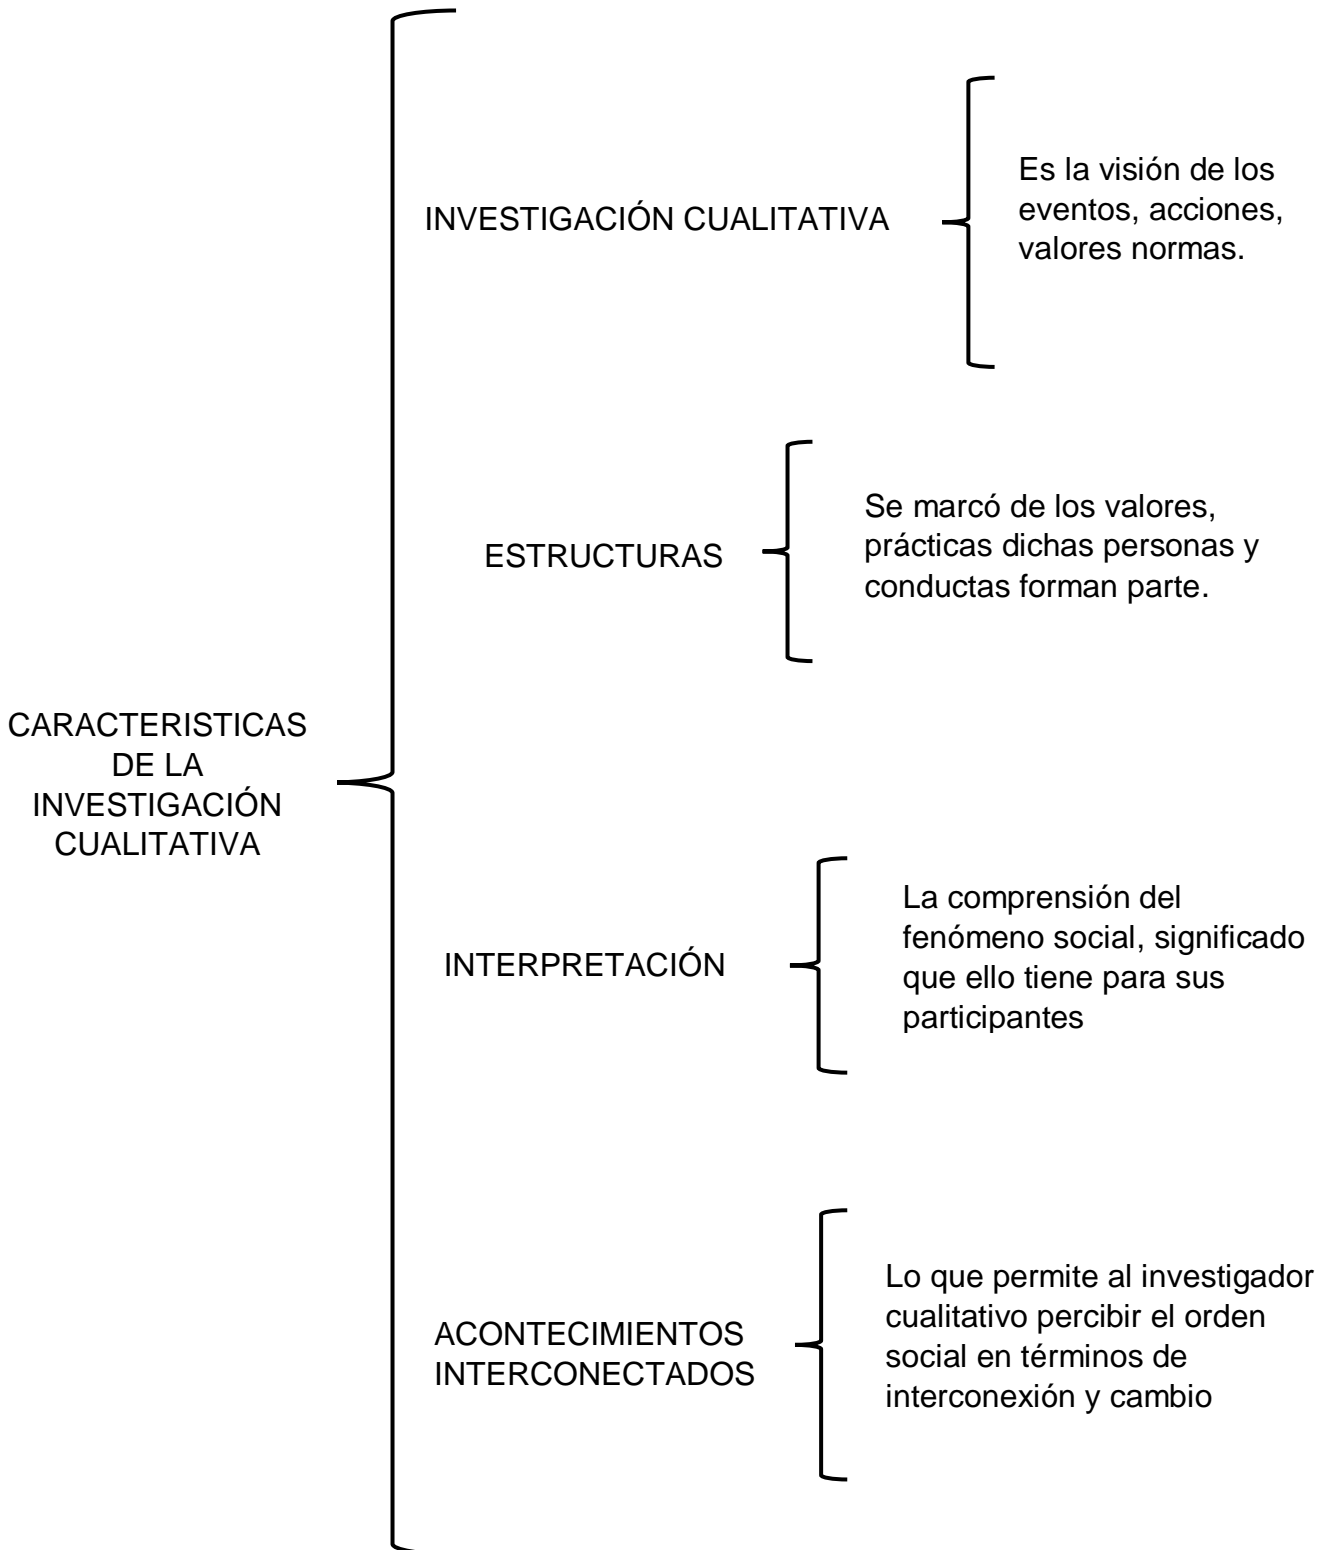 CARACTERISTICAS
DE LA
INVESTIGACIÓN
CUALITATIVA
INVESTIGACIÓN CUALITATIVA
Es la visión de los
eventos, acciones,
valores normas.
ESTRUCTURAS
Se marcó de los valores,
prácticas dichas personas y
conductas forman parte.
INTERPRETACIÓN
La comprensión del
fenómeno social, significado
que ello tiene para sus
participantes
ACONTECIMIENTOS
INTERCONECTADOS
Lo que permite al investigador
cualitativo percibir el orden
social en términos de
interconexión y cambio